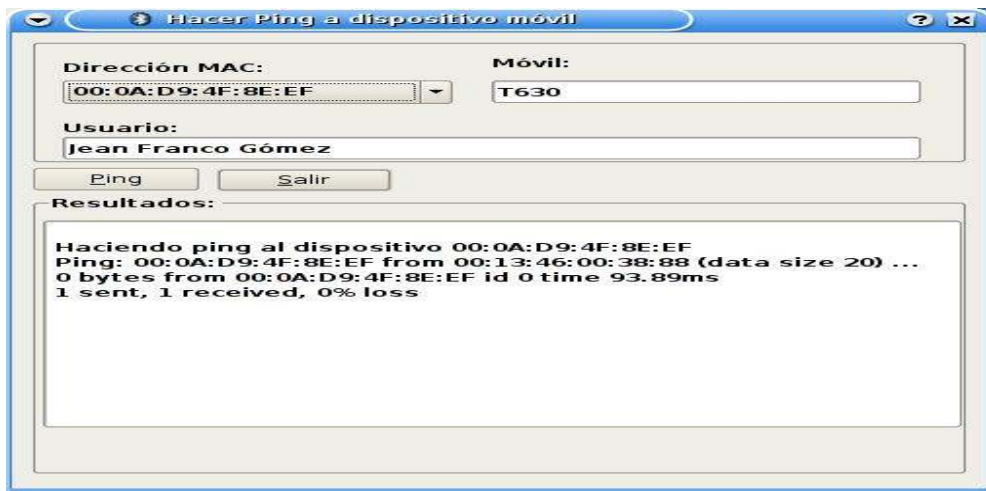 Hacer Ping a dispositivo móvil
Dirección MAC:
Móvil:
00:0A:D9:4F:8E:EF
T630
Usuario:
Jean Franco Gómez
Ping
Salir
Resultados:
Haciendo ping al dispositivo 00:0A:D9:4F:8E:EF
Ping: 00:0A:D9:4F:8E:EF from 00:13:46:00:38:88 (data size 20) ...
0 bytes from 00:0A:D9:4F:8E:EF id 0 time 93.89ms
1 sent, 1 received, 0% loss